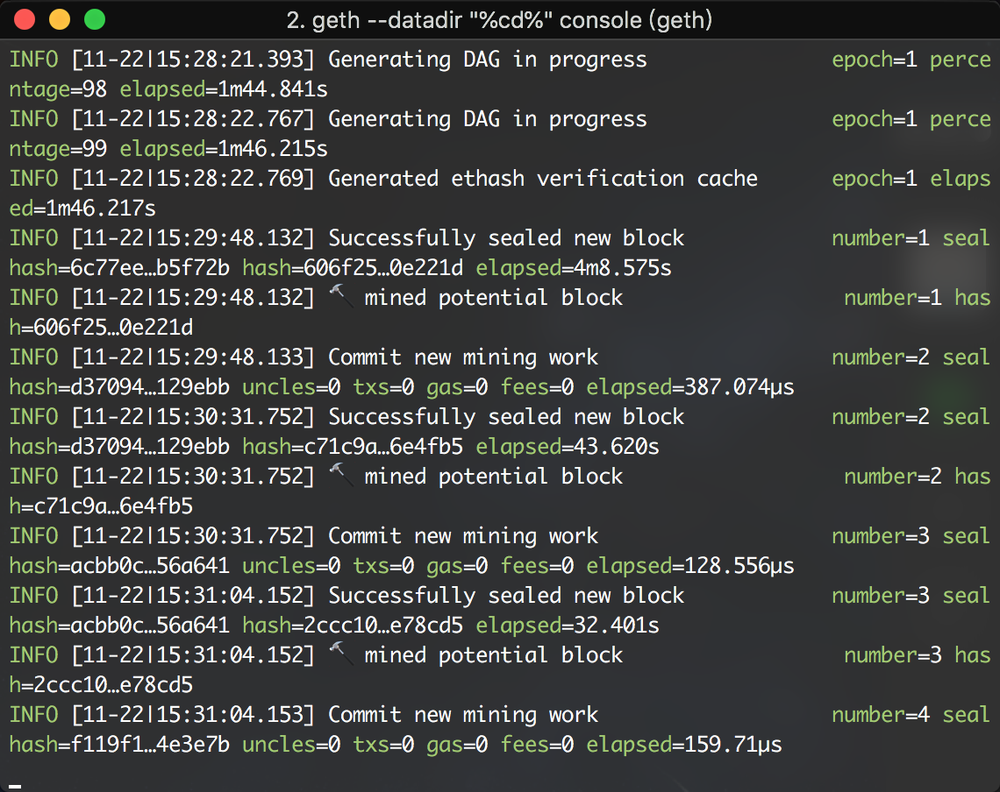 2. geth --datadir "%cd%" console (geth)
INFO [11-22|15:28:21.393] Generating DAG in progress               epoch=1 perce
ntage=98 elapsed=1m44.841s
INFO [11-22|15:28:22.767] Generating DAG in progress               epoch=1 perce
ntage=99 elapsed=1m46.215s
INFO [11-22|15:28:22.769] Generated ethash verification cache      epoch=1 elaps
ed=1m46.217s
INFO [11-22|15:29:48.132] Successfully sealed new block            number=1 seal
hash=6c77ee…b5f72b hash=606f25…0e221d elapsed=4m8.575s
INFO [11-22|15:29:48.132] 🔨 mined potential block                  number=1 has
h=606f25…0e221d
INFO [11-22|15:29:48.133] Commit new mining work                   number=2 seal
hash=d37094…129ebb uncles=0 txs=0 gas=0 fees=0 elapsed=387.074µs
INFO [11-22|15:30:31.752] Successfully sealed new block            number=2 seal
hash=d37094…129ebb hash=c71c9a…6e4fb5 elapsed=43.620s
INFO [11-22|15:30:31.752] 🔨 mined potential block                  number=2 has
h=c71c9a…6e4fb5
INFO [11-22|15:30:31.752] Commit new mining work                   number=3 seal
hash=acbb0c…56a641 uncles=0 txs=0 gas=0 fees=0 elapsed=128.556µs
INFO [11-22|15:31:04.152] Successfully sealed new block            number=3 seal
hash=acbb0c…56a641 hash=2ccc10…e78cd5 elapsed=32.401s
INFO [11-22|15:31:04.152] 🔨 mined potential block                  number=3 has
h=2ccc10…e78cd5
INFO [11-22|15:31:04.153] Commit new mining work                   number=4 seal
hash=f119f1…4e3e7b uncles=0 txs=0 gas=0 fees=0 elapsed=159.71µs